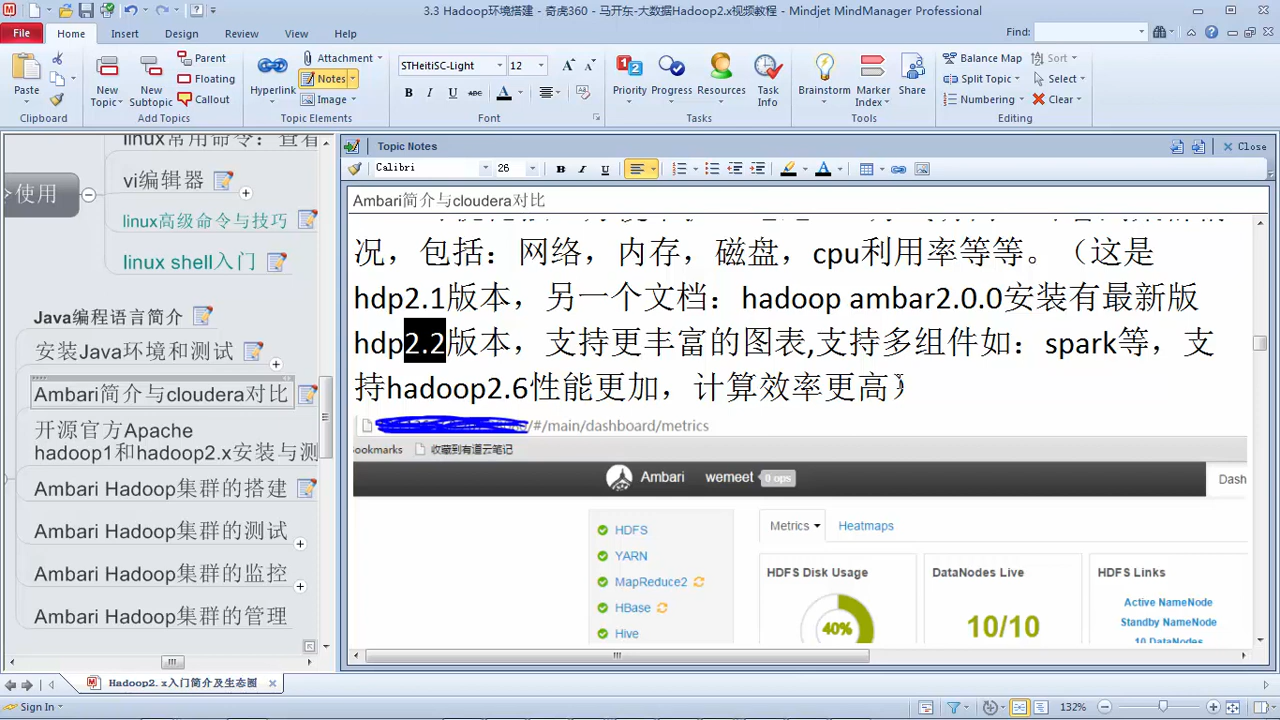 3.3 Hadoop环境搭建 - 奇虎360 - 马开东-大数据Hadoop2.x视频教程 - Mindjet MindManager Professional
File Home Insert Design Review View Help Find:
Paste
Clipboard
New Topic
New Subtopic
Parent
Floating
Callout
Add Topics
Hyperlink
Attachment
Notes
Image
Topic Elements
STHeitiSC-Light 12
B I U ABC A
Font
Priority Progress Resources Task Info
Tasks
Brainstorm Marker Index Share
Tools
Balance Map Sort
Split Topic Select
Numbering Clear
Editing
使用
vi编辑器
linux高级命令与技巧
linux shell入门
Java编程语言简介
安装Java环境和测试
Ambari简介与cloudera对比
开源官方Apache
hadoop1和hadoop2.x安装与测
Ambari Hadoop集群的搭建
Ambari Hadoop集群的测试
Ambari Hadoop集群的监控
Ambari Hadoop集群的管理
Topic Notes Close
Calibri 26 B I U A
Ambari简介与cloudera对比
况，包括：网络，内存，磁盘，cpu利用率等等。（这是
hdp2.1版本，另一个文档：hadoop ambar2.0.0安装有最新版
hdp2.2版本，支持更丰富的图表,支持多组件如：spark等，支
持hadoop2.6性能更加，计算效率更高）
/#/main/dashboard/metrics
ookmarks 收藏到有道云笔记
Ambari wemeet 0 ops Dash
HDFS
YARN
MapReduce2
HBase
Hive
Metrics Heatmaps
HDFS Disk Usage
40%
DataNodes Live
10/10
HDFS Links
Active NameNode
Standby NameNode
10 DataNodes
Hadoop2. x入门简介及生态圈
Sign In 132%